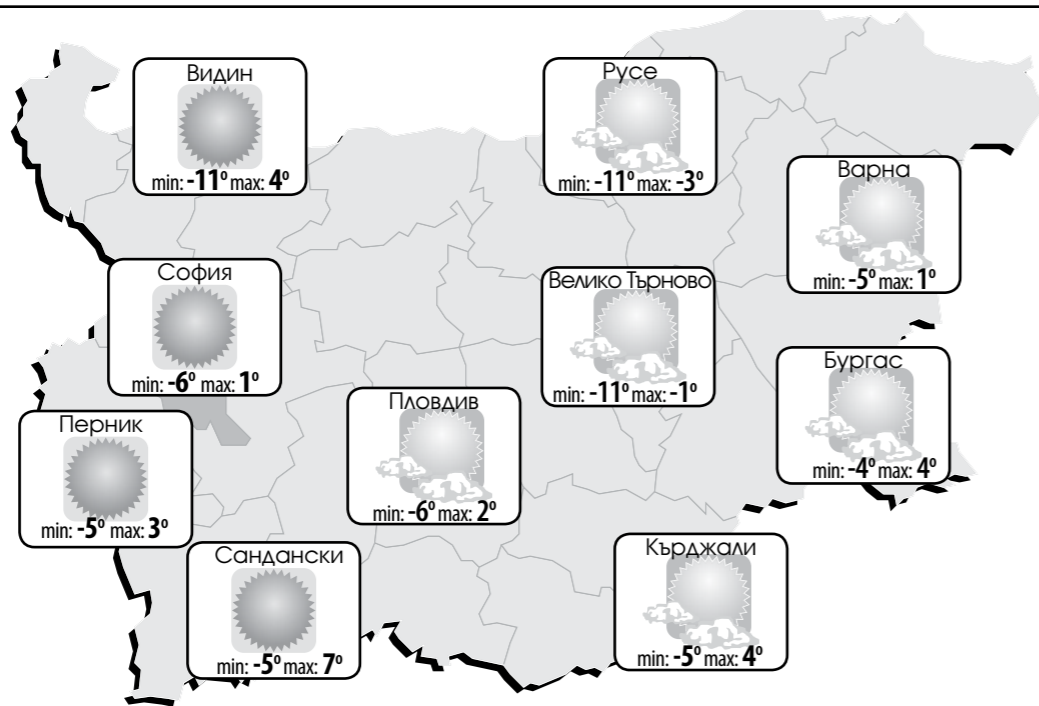 Видин
min: -11° max: 4°
Русе
min: -11° max: -3°
Варна
min: -5° max: 1°
София
min: -6° max: 1°
Велико Търново
min: -11° max: -1°
Бургас
min: -4° max: 4°
Пловдив
min: -6° max: 2°
Перник
min: -5° max: 3°
Сандански
min: -5° max: 7°
Кърджали
min: -5° max: 4°